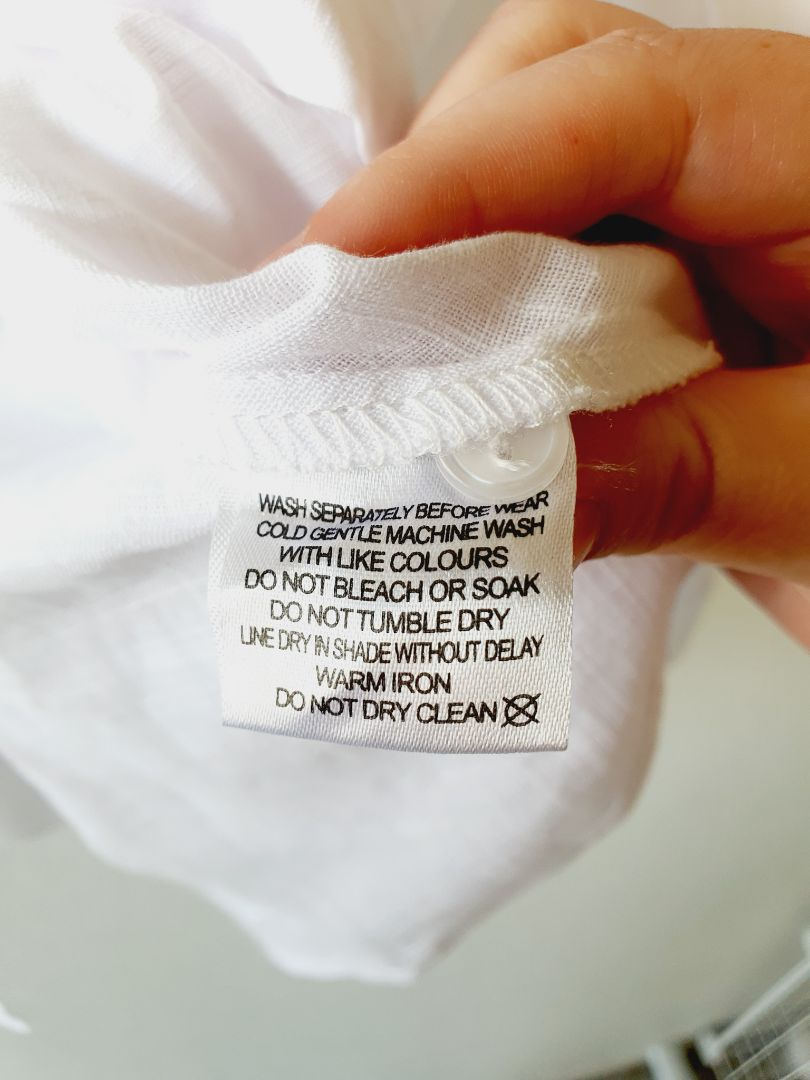 WASH SEPARATELY BEFORE WEAR
COLD GENTLE MACHINE WASH
WITH LIKE COLOURS
DO NOT BLEACH OR SOAK
DO NOT TUMBLE DRY
LINE DRY IN SHADE WITHOUT DELAY
WARM IRON
DO NOT DRY CLEAN